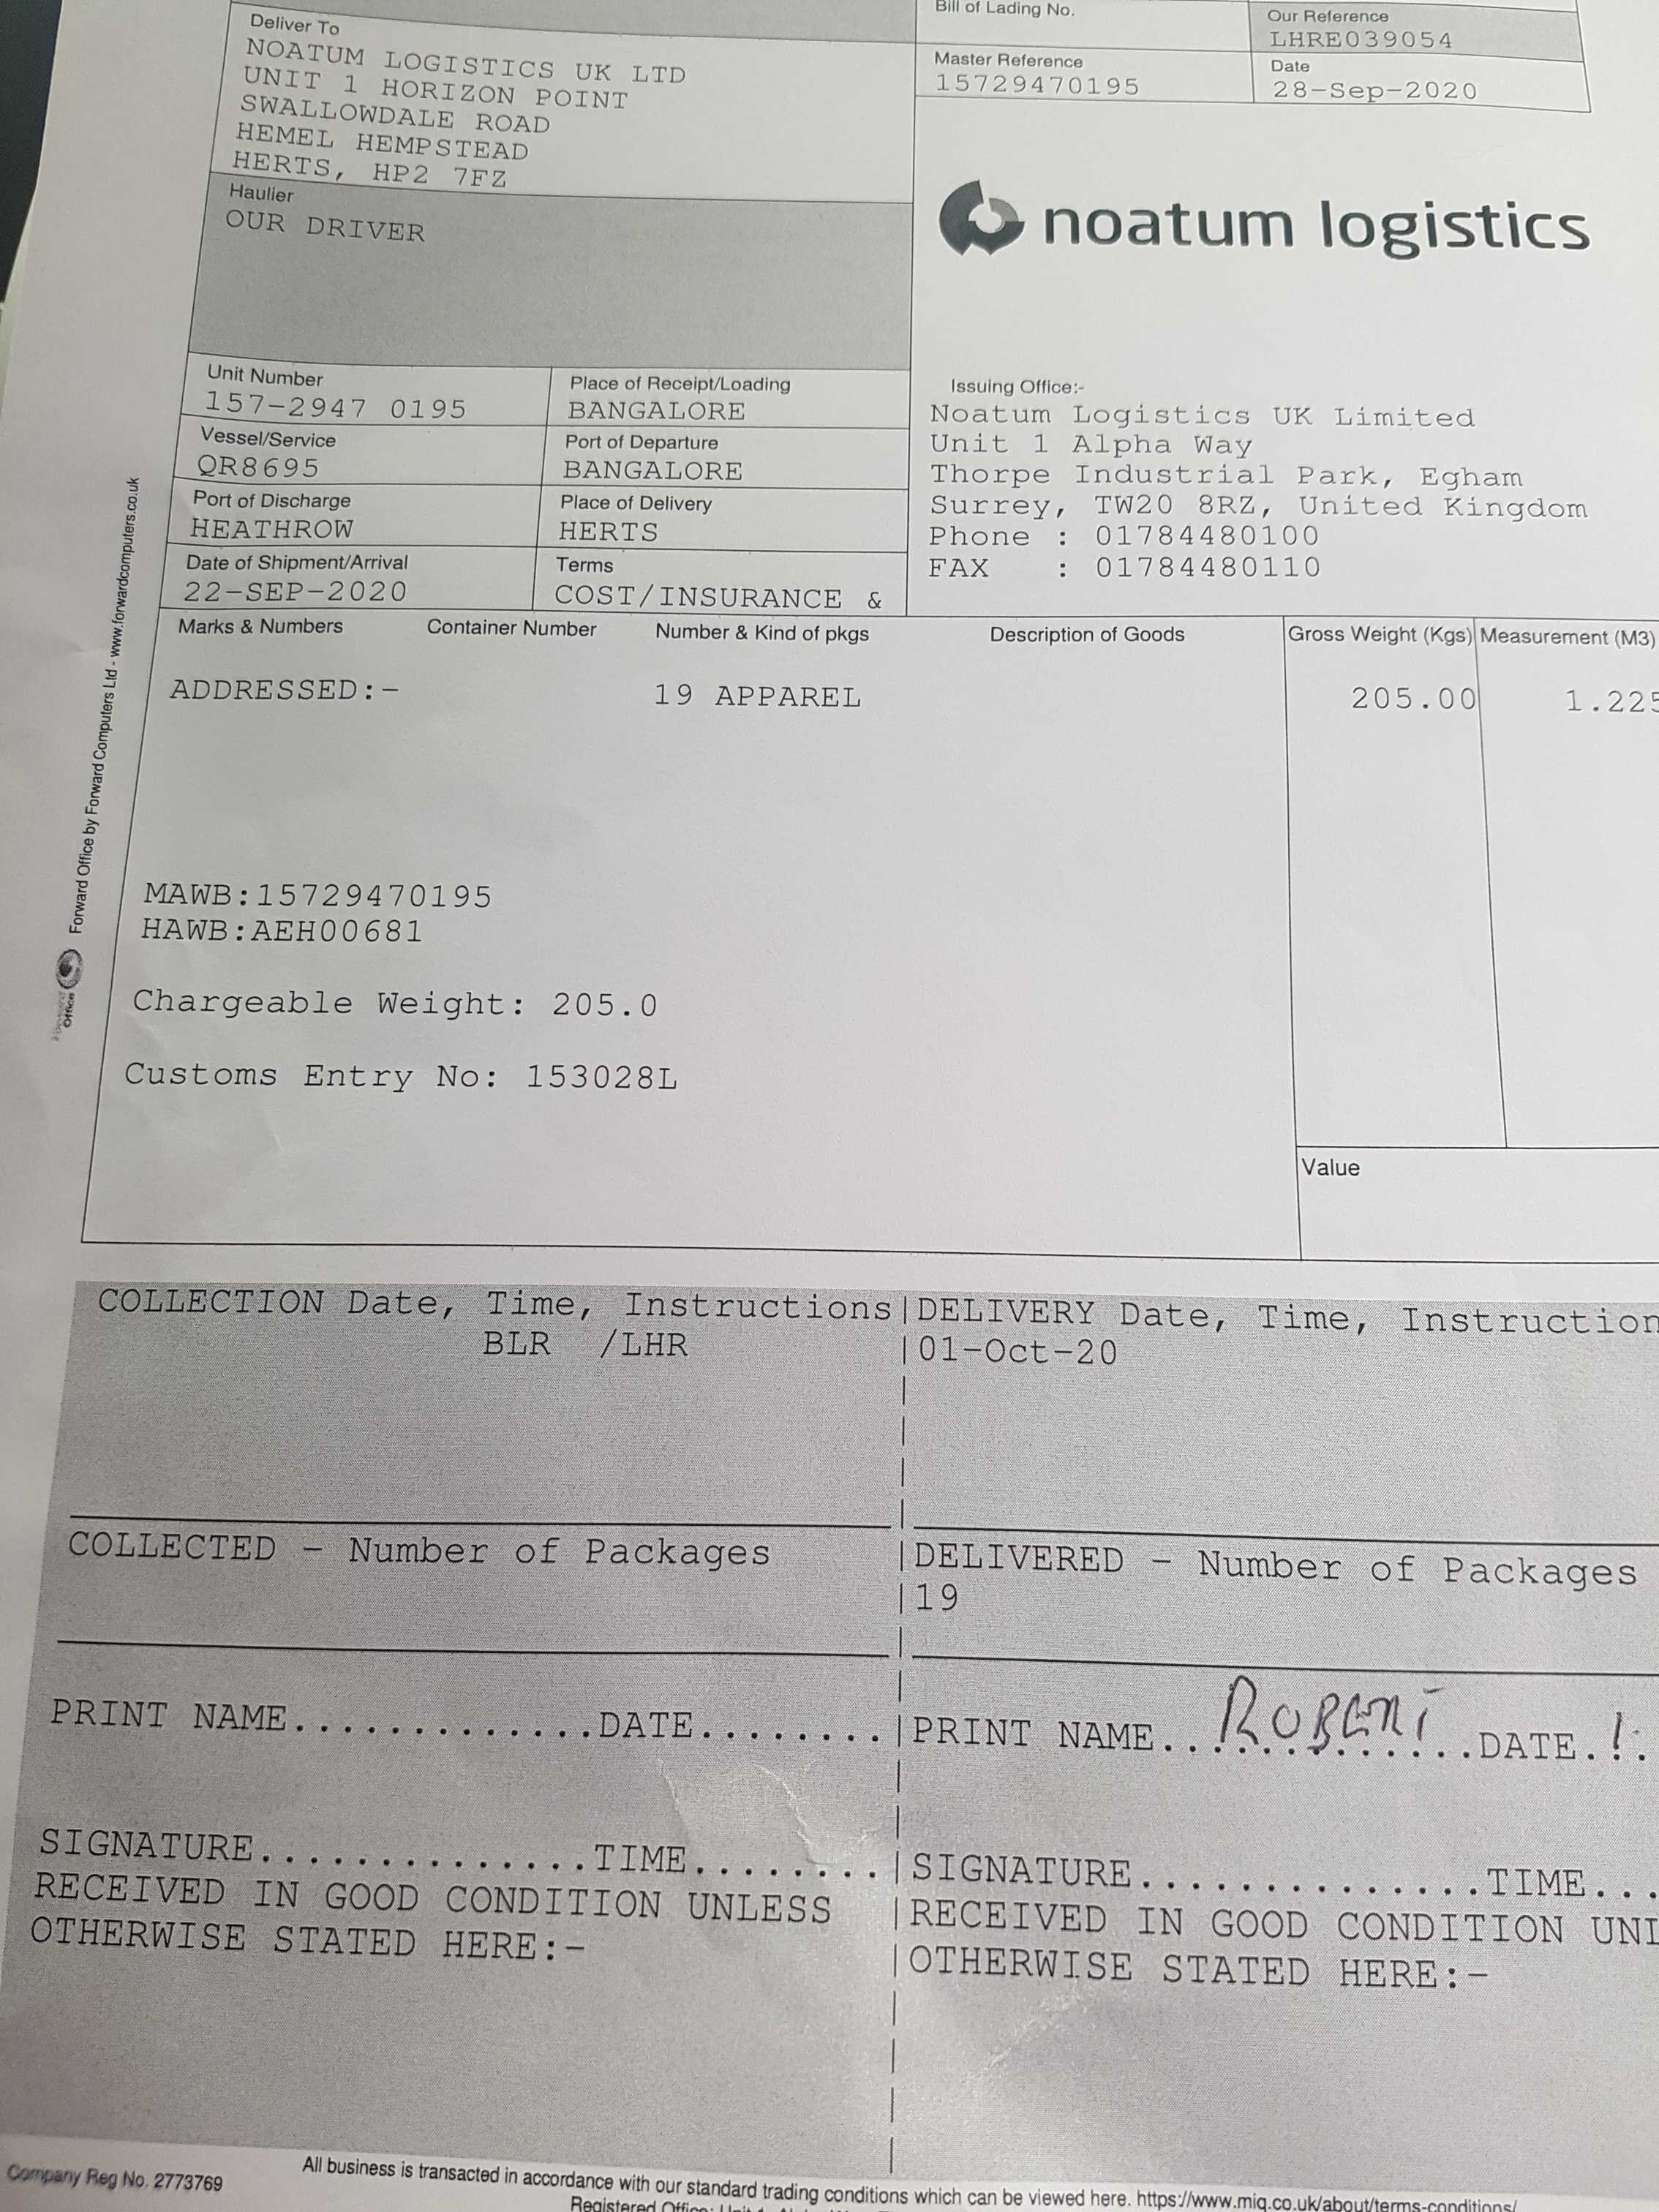 Deliver To
NOATUM LOGISTICS UK LTD
UNIT 1 HORIZON POINT
SWALLOWDALE ROAD
HEMEL HEMPSTEAD
HERTS, HP2 7FZ
Bill of Lading No.
Our Reference
LHRE039054
Master Reference
15729470195
Date
28-Sep-2020
Haulier
OUR DRIVER
noatum logistics
Unit Number
157-2947 0195
Place of Receipt/Loading
BANGALORE
Vessel/Service
QR8695
Port of Departure
BANGALORE
Port of Discharge
HEATHROW
Place of Delivery
HERTS
Date of Shipment/Arrival
22-SEP-2020
Terms
COST/INSURANCE &
Issuing Office:-
Noatum Logistics UK Limited
Unit 1 Alpha Way
Thorpe Industrial Park, Egham
Surrey, TW20 8RZ, United Kingdom
Phone : 01784480100
FAX : 01784480110
Marks & Numbers Container Number Number & Kind of pkgs Description of Goods Gross Weight (Kgs) Measurement (M3)
ADDRESSED:- 19 APPAREL 205.00 1.225
MAWB:15729470195
HAWB:AEH00681
Chargeable Weight: 205.0
Customs Entry No: 153028L
Value
Forward Office by Forward Computers Ltd - www.forwardcomputers.co.uk
Office
COLLECTION Date, Time, Instructions
BLR /LHR
DELIVERY Date, Time, Instruction
01-Oct-20
COLLECTED - Number of Packages
DELIVERED - Number of Packages
19
PRINT NAME.............DATE........
PRINT NAME..ROBERT..DATE.!.
SIGNATURE..............TIME........
RECEIVED IN GOOD CONDITION UNLESS
OTHERWISE STATED HERE:-
SIGNATURE...............TIME...
RECEIVED IN GOOD CONDITION UNL
OTHERWISE STATED HERE:-
Company Reg No. 2773769
All business is transacted in accordance with our standard trading conditions which can be viewed here. https://www.miq.co.uk/about/terms-conditions/
Registered Office: Unit 1